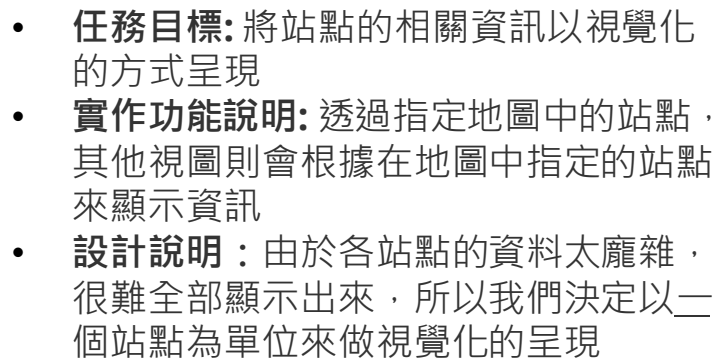 • 任務目標: 將站點的相關資訊以視覺化
的方式呈現
• 實作功能說明: 透過指定地圖中的站點，
其他視圖則會根據在地圖中指定的站點
來顯示資訊
• 設計說明：由於各站點的資料太龐雜，
很難全部顯示出來，所以我們決定以一
個站點為單位來做視覺化的呈現